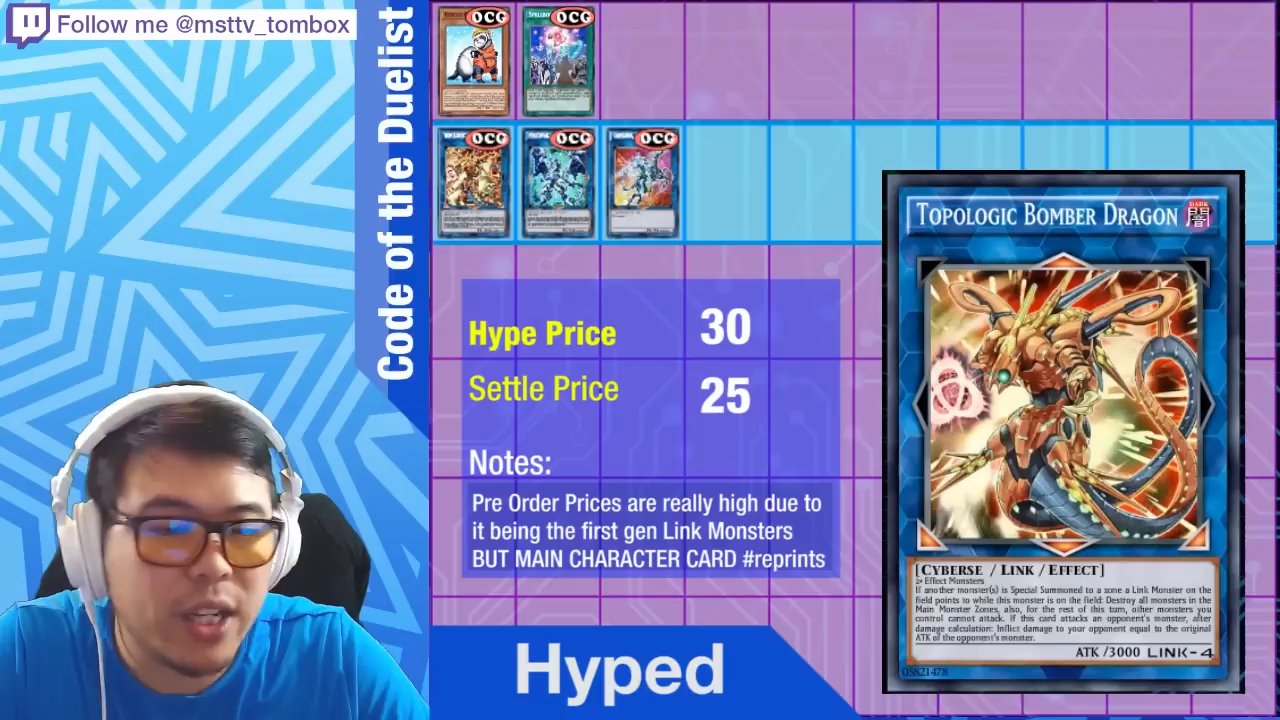 Follow me @msttv_tombox
Code of the Duelist
OCG
OCG
OCG
OCG
OCG
Hype Price 30
Settle Price 25
Notes:
Pre Order Prices are really high due to
it being the first gen Link Monsters
BUT MAIN CHARACTER CARD #reprints
Hyped
TOPOLOGIC BOMBER DRAGON
DARK
闇
[CYBERSE / LINK / EFFECT]
2+ Effect Monsters
If another monster(s) is Special Summoned to a zone a Link Monster on the
field points to while this monster is on the field: Destroy all monsters in the
Main Monster Zones, also, for the rest of this turn, other monsters you
control cannot attack. If this card attacks an opponent's monster, after
damage calculation: Inflict damage to your opponent equal to the original
ATK of the opponent's monster.
ATK /3000 LINK-4
05821478